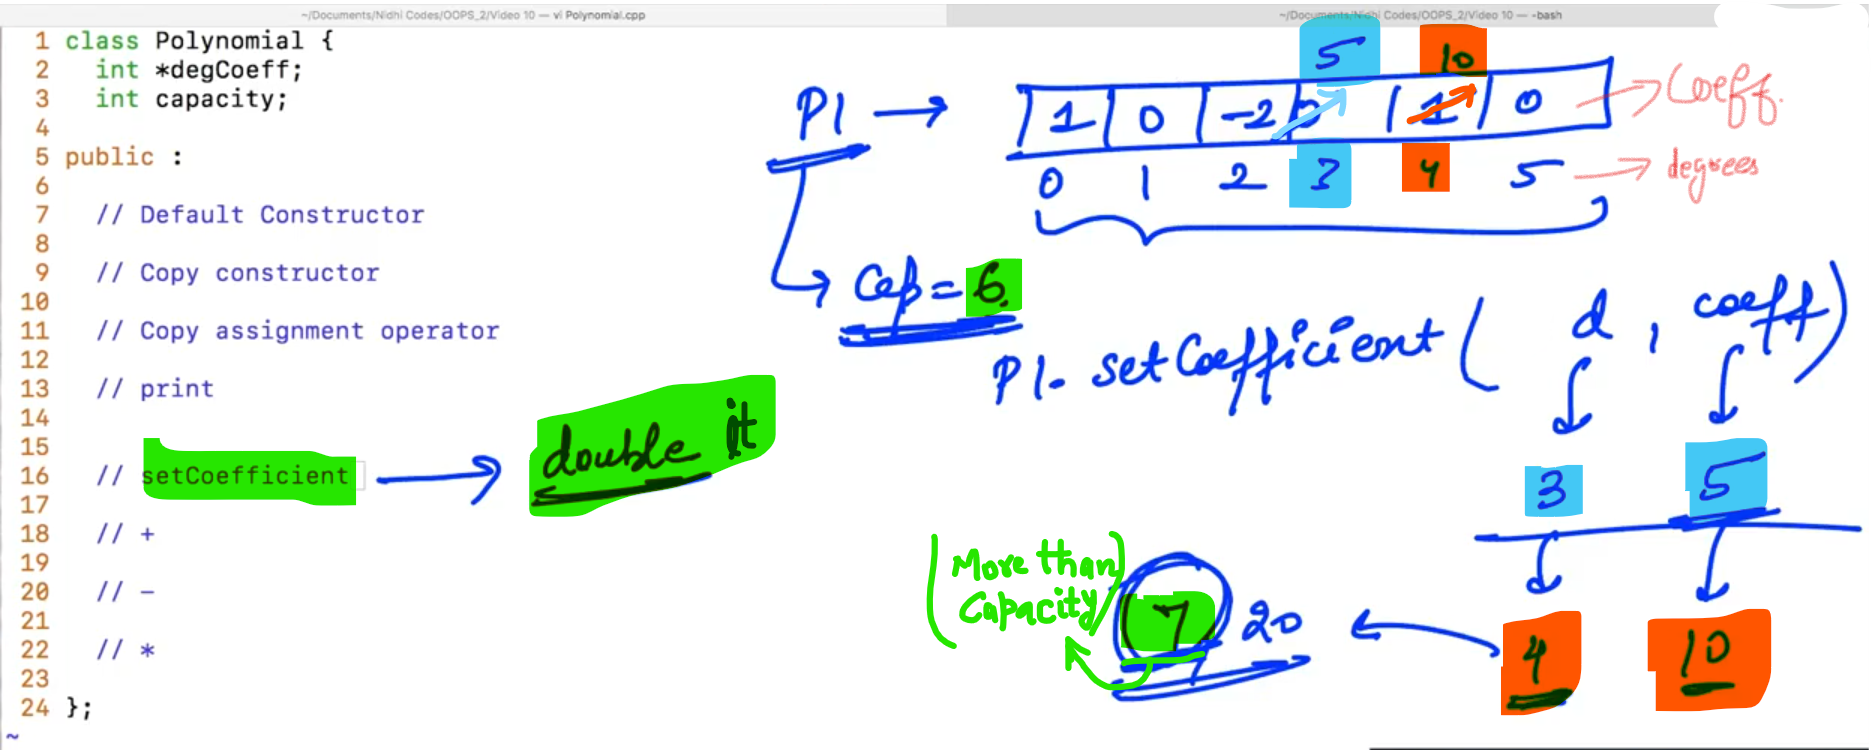 ~/Documents/Nidhi Codes/OOPS_2/Video 10 — vi Polynomial.cpp
~/Documents/Nidhi Codes/OOPS_2/Video 10 — -bash
1 class Polynomial {
2 int *degCoeff;
3 int capacity;
4
5 public :
6
7 // Default Constructor
8
9 // Copy constructor
10
11 // Copy assignment operator
12
13 // print
14
15
16 // setCoefficient
17
18 // +
19
20 // -
21
22 // *
23
24 };
~
double it
5 10
P1 → 1 0 -2 0 1 0 → Coeff.
0 1 2 3 4 5 → degrees
Cap = 6
P1. setCoefficient ( d , coeff )
3 5
(More than
Capacity)
7 20
4 10